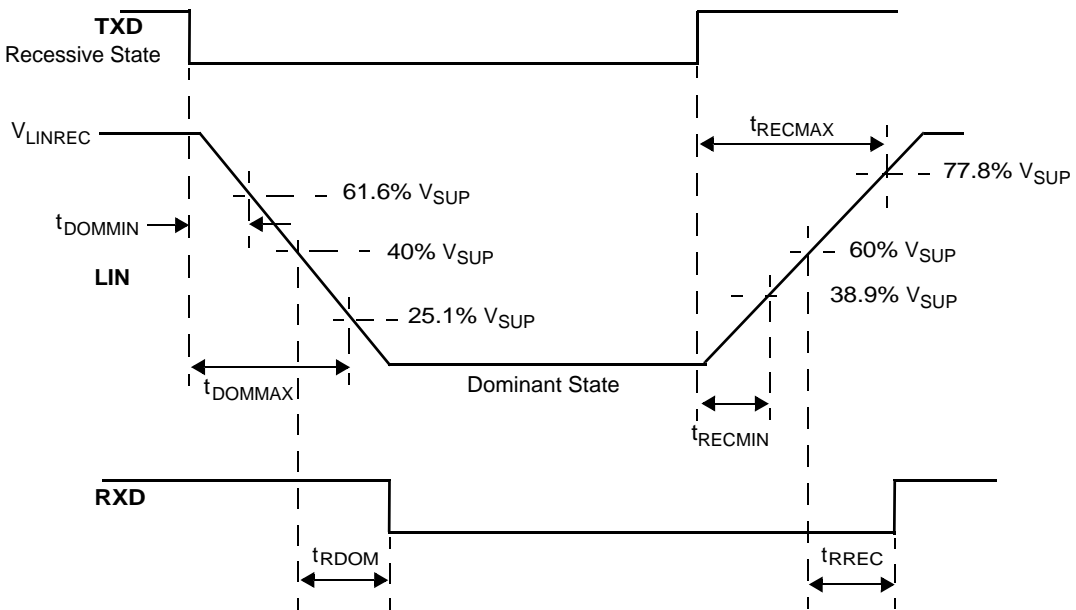 TXD
Recessive State
VLINREC
tRECMAX
77.8% VSUP
61.6% VSUP
tDOMMIN
40% VSUP
60% VSUP
LIN
38.9% VSUP
25.1% VSUP
tDOMMAX
Dominant State
tRECMIN
RXD
tRDOM
tRREC